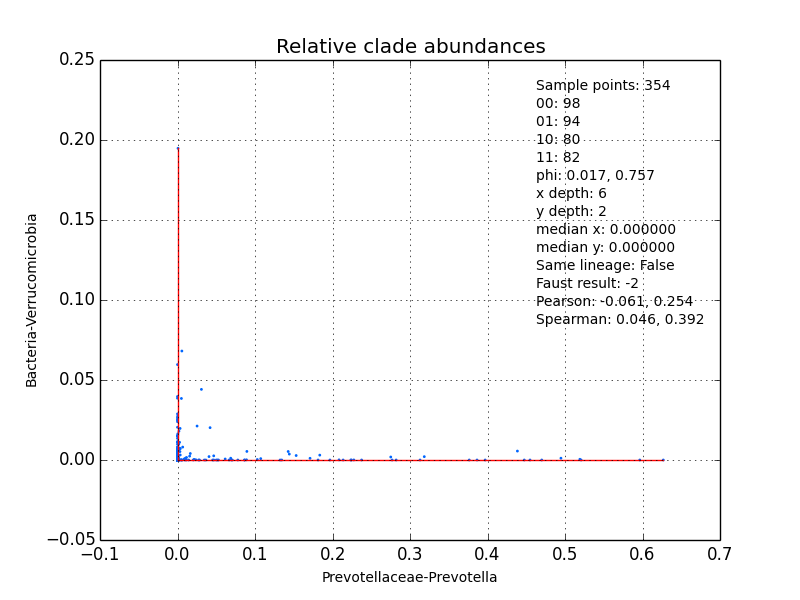 Relative clade abundances
0.25
0.20
0.15
0.10
0.05
0.00
−0.05
Bacteria-Verrucomicrobia
Sample points: 354
00: 98
01: 94
10: 80
11: 82
phi: 0.017, 0.757
x depth: 6
y depth: 2
median x: 0.000000
median y: 0.000000
Same lineage: False
Faust result: -2
Pearson: -0.061, 0.254
Spearman: 0.046, 0.392
−0.1 0.0 0.1 0.2 0.3 0.4 0.5 0.6 0.7
Prevotellaceae-Prevotella